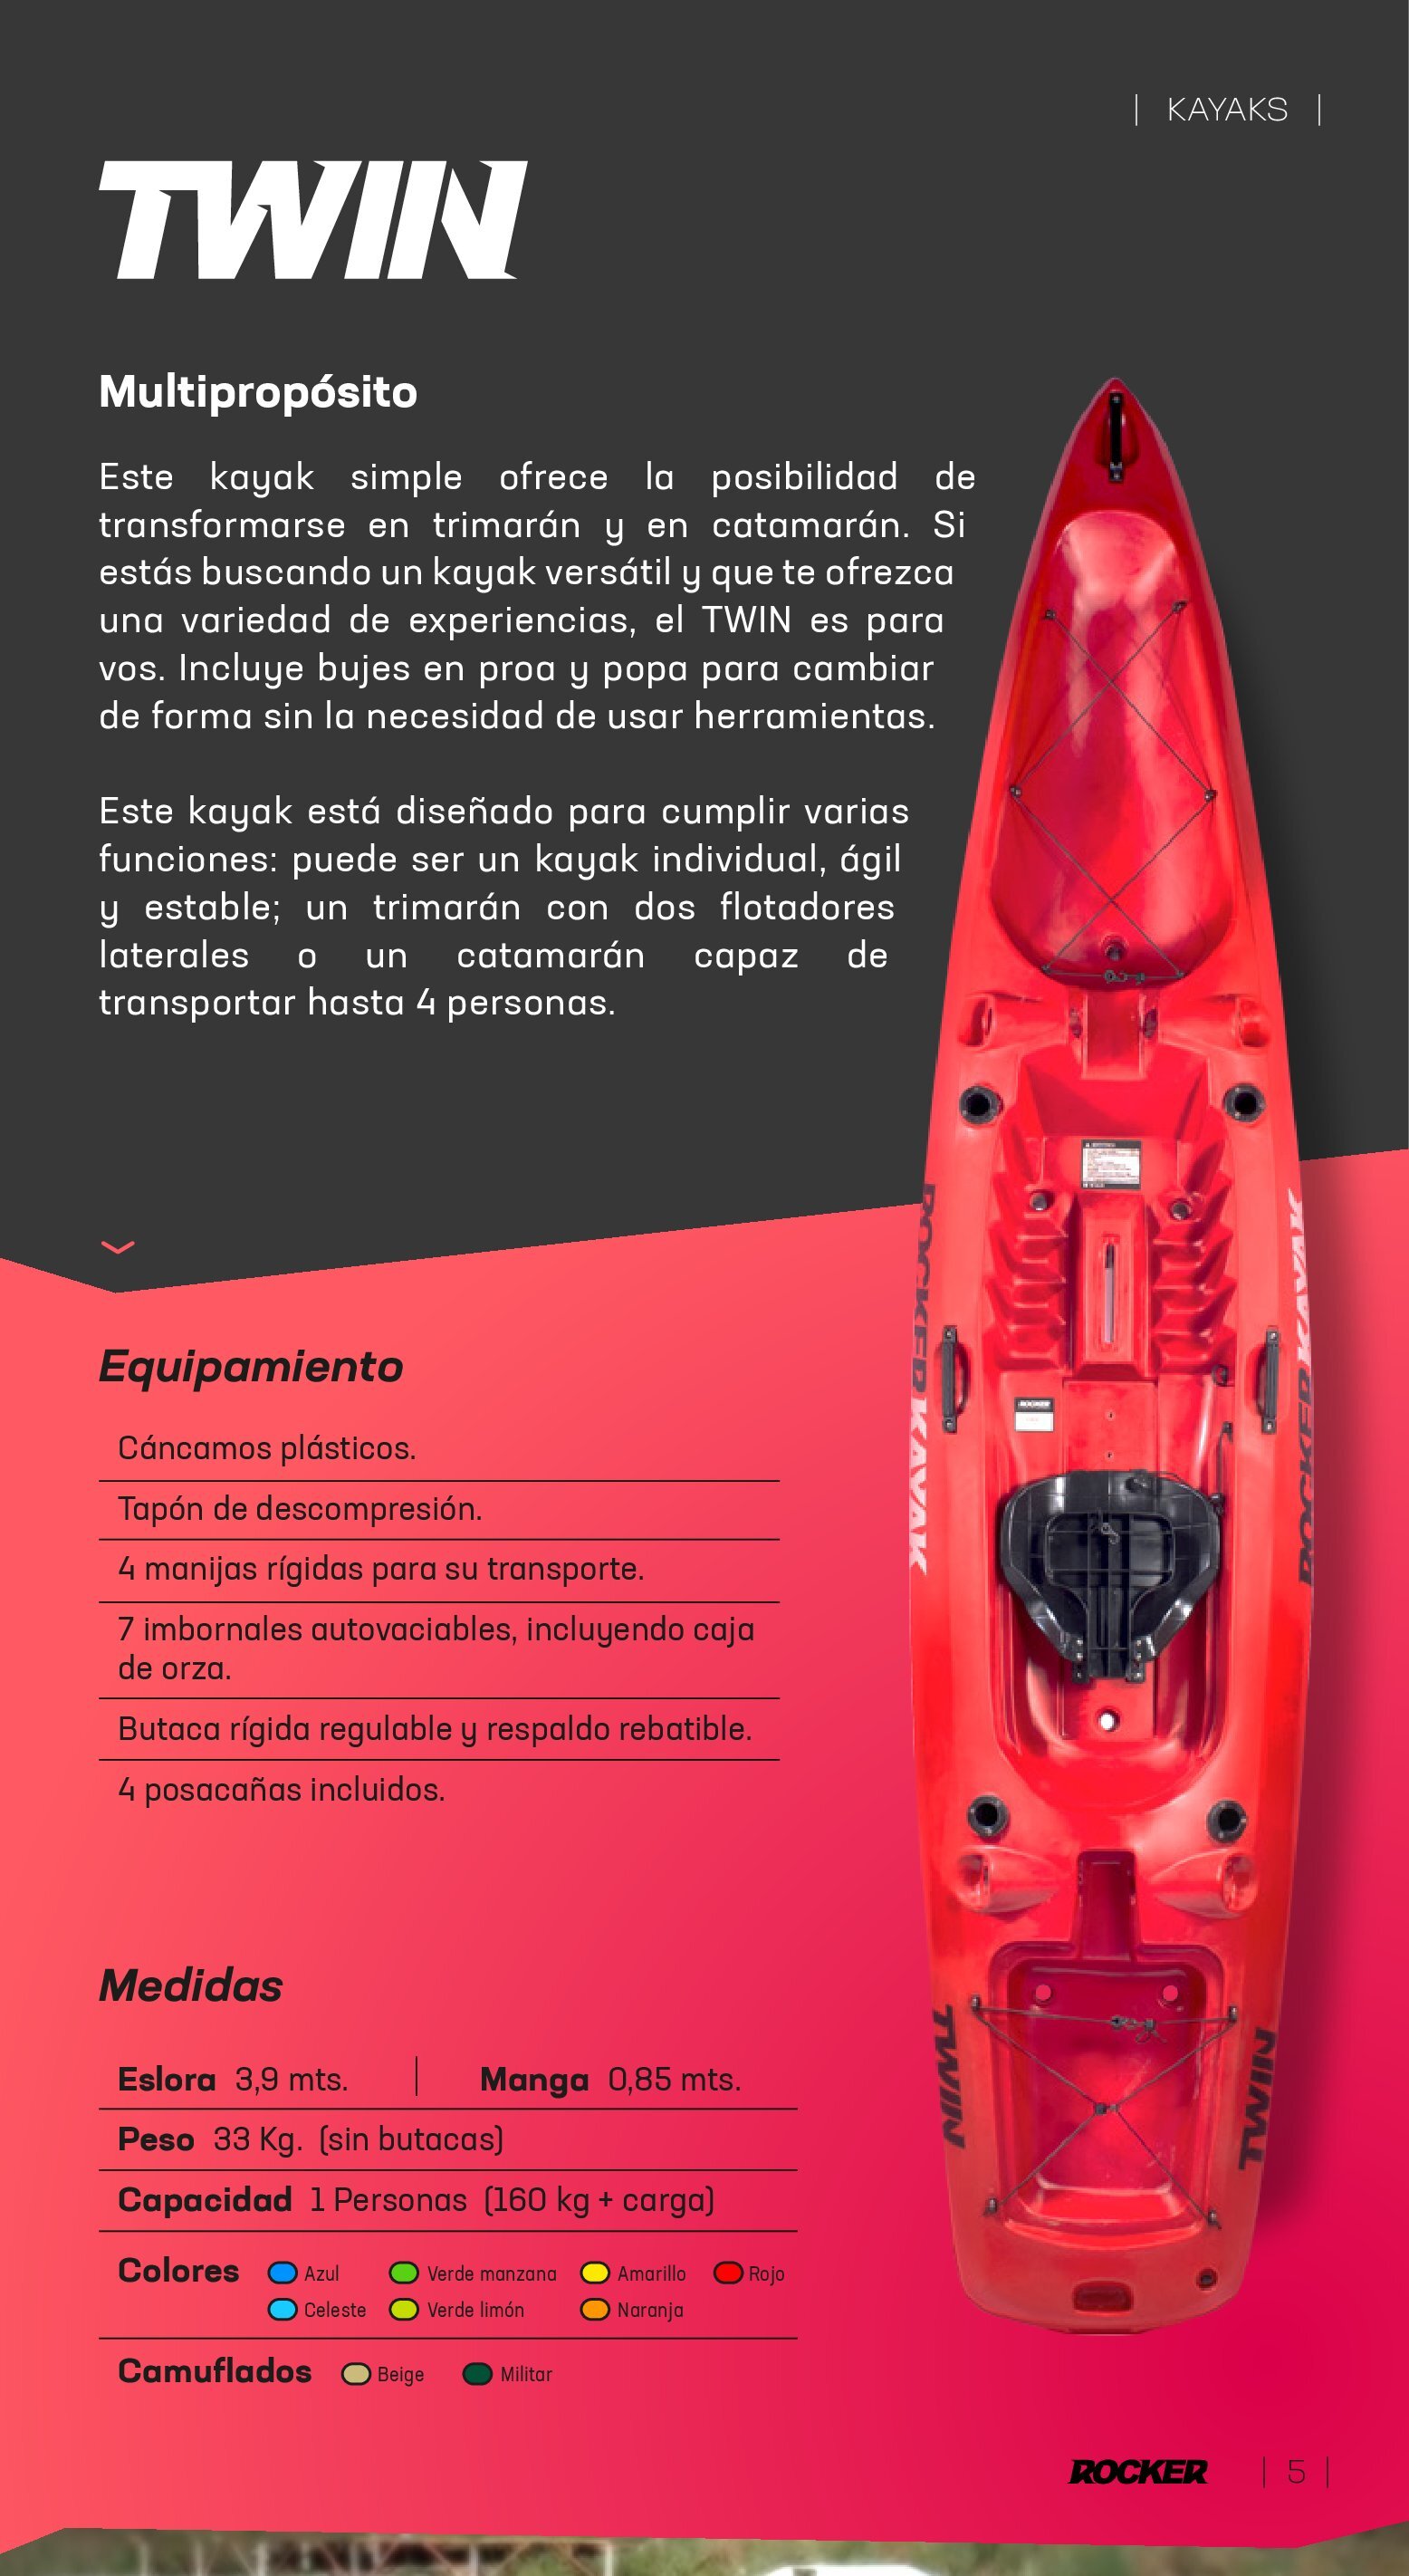 | KAYAKS |
TWIN
Multipropósito
Este kayak simple ofrece la posibilidad de
transformarse en trimarán y en catamarán. Si
estás buscando un kayak versátil y que te ofrezca
una variedad de experiencias, el TWIN es para
vos. Incluye bujes en proa y popa para cambiar
de forma sin la necesidad de usar herramientas.
Este kayak está diseñado para cumplir varias
funciones: puede ser un kayak individual, ágil
y estable; un trimarán con dos flotadores
laterales o un catamarán capaz de
transportar hasta 4 personas.
Equipamiento
Cáncamos plásticos.
Tapón de descompresión.
4 manijas rígidas para su transporte.
7 imbornales autovaciables, incluyendo caja
de orza.
Butaca rígida regulable y respaldo rebatible.
4 posacañas incluidos.
Medidas
Eslora 3,9 mts. | Manga 0,85 mts.
Peso 33 Kg. (sin butacas)
Capacidad 1 Personas (160 kg + carga)
Colores Azul Verde manzana Amarillo Rojo
Celeste Verde limón Naranja
Camuflados Beige Militar
ROCKER KAYAK
ROCKER KAYAK
TWIN
TWIN
ROCKER | 5 |